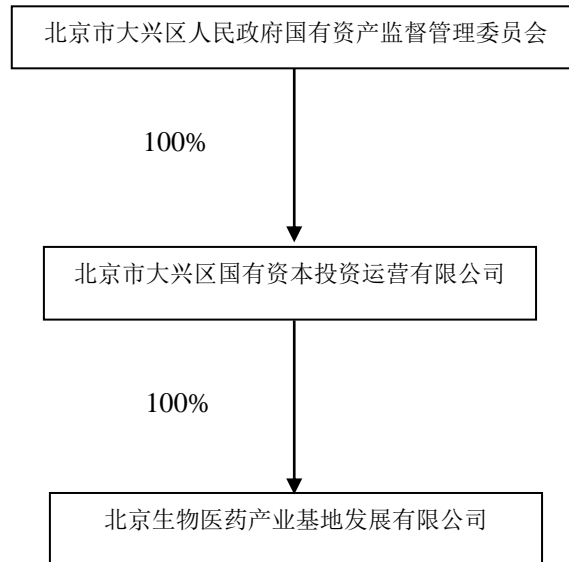 北京市大兴区人民政府国有资产监督管理委员会
100%
北京市大兴区国有资本投资运营有限公司
100%
北京生物医药产业基地发展有限公司